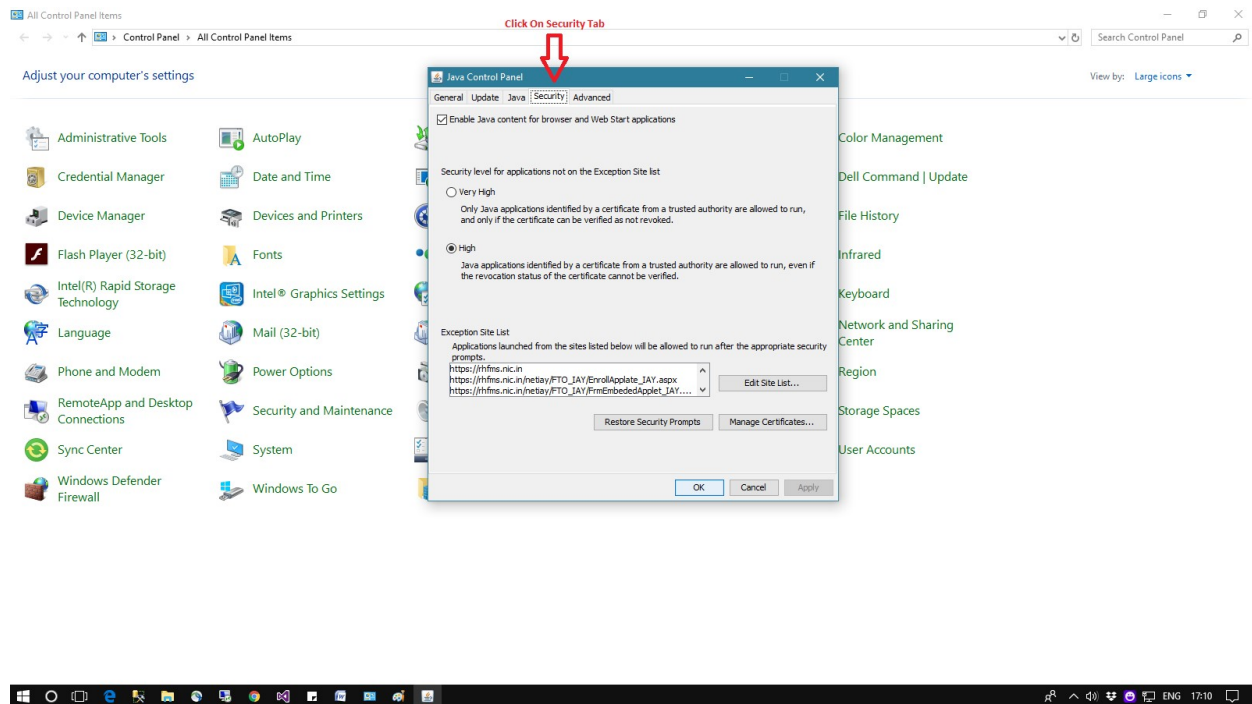 All Control Panel Items
Click On Security Tab
Control Panel › All Control Panel Items
Search Control Panel
Adjust your computer's settings
View by: Large icons
Java Control Panel
General Update Java Security Advanced
Enable Java content for browser and Web Start applications
Security level for applications not on the Exception Site list
Very High
Only Java applications identified by a certificate from a trusted authority are allowed to run,
and only if the certificate can be verified as not revoked.
High
Java applications identified by a certificate from a trusted authority are allowed to run, even if
the revocation status of the certificate cannot be verified.
Exception Site List
Applications launched from the sites listed below will be allowed to run after the appropriate security
prompts.
https://rhfms.nic.in
https://rhfms.nic.in/netiay/FTO_IAY/EnrollApplate_IAY.aspx
https://rhfms.nic.in/netiay/FTO_IAY/FrmEmbededApplet_IAY....
Edit Site List...
Restore Security Prompts
Manage Certificates...
OK
Cancel
Apply
Administrative Tools
AutoPlay
Color Management
Credential Manager
Date and Time
Dell Command | Update
Device Manager
Devices and Printers
File History
Flash Player (32-bit)
Fonts
Infrared
Intel(R) Rapid Storage
Technology
Intel® Graphics Settings
Keyboard
Language
Mail (32-bit)
Network and Sharing
Center
Phone and Modem
Power Options
Region
RemoteApp and Desktop
Connections
Security and Maintenance
Storage Spaces
Sync Center
System
User Accounts
Windows Defender
Firewall
Windows To Go
ENG 17:10